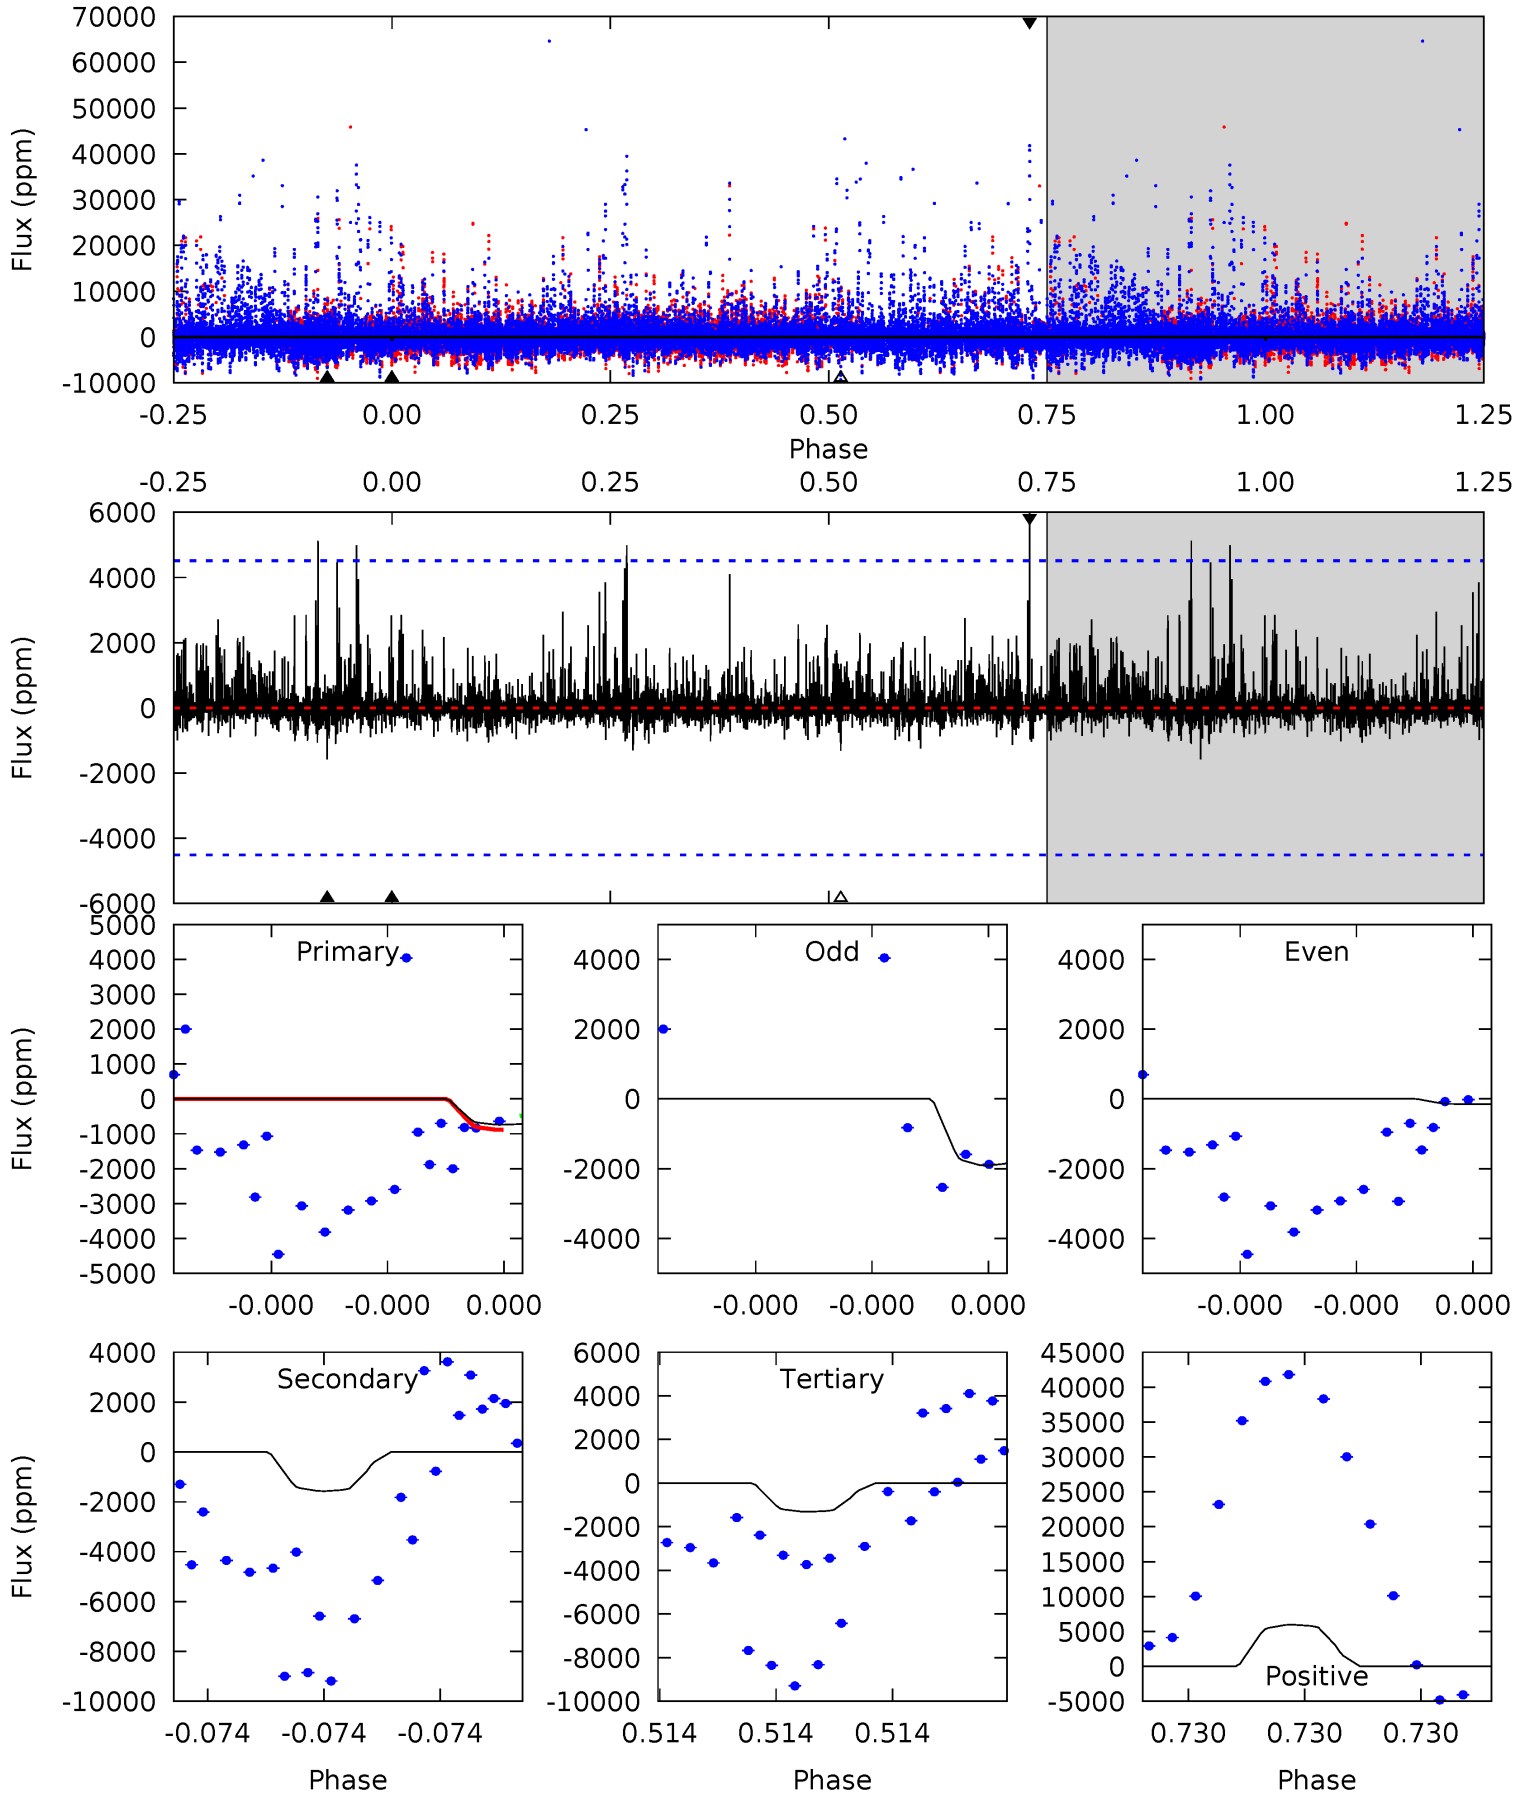 70000
60000
50000
40000
30000
20000
10000
0
-10000
Flux (ppm)
-0.25 0.00 0.25 0.50 0.75 1.00 1.25
Phase
-0.25 0.00 0.25 0.50 0.75 1.00 1.25
6000
4000
2000
0
-2000
-4000
-6000
Flux (ppm)
Primary
5000
4000
3000
2000
1000
0
-1000
-2000
-3000
-4000
-5000
Flux (ppm)
-0.000 -0.000 0.000
Odd
4000
2000
0
-2000
-4000
-0.000 -0.000 0.000
Even
4000
2000
0
-2000
-4000
-0.000 -0.000 0.000
Secondary
4000
2000
0
-2000
-4000
-6000
-8000
-10000
Flux (ppm)
-0.074 -0.074 -0.074
Phase
Tertiary
6000
4000
2000
0
-2000
-4000
-6000
-8000
-10000
0.514 0.514 0.514
Phase
45000
40000
35000
30000
25000
20000
15000
10000
5000
0
-5000
Positive
0.730 0.730 0.730
Phase